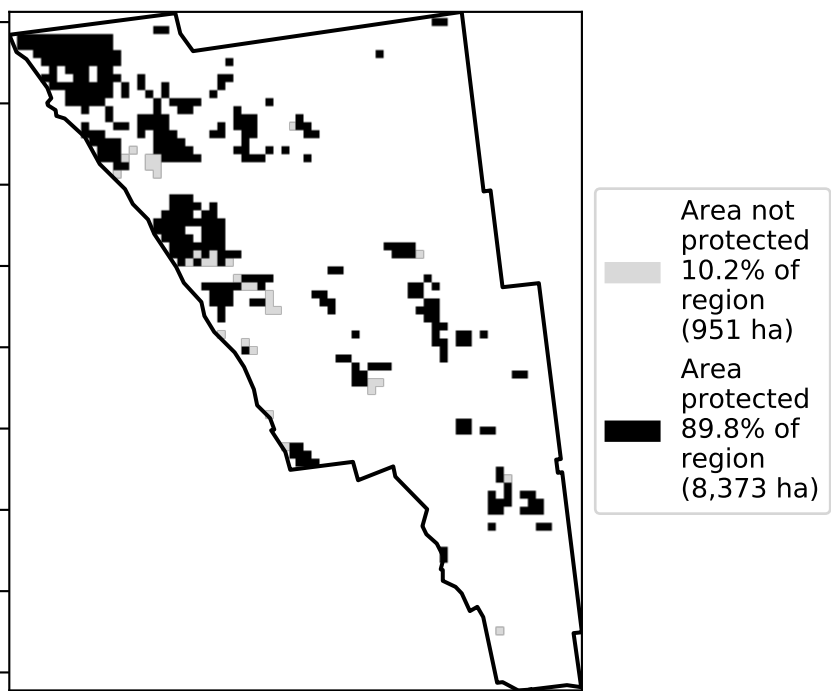 Area not
protected
10.2% of
region
(951 ha)
Area
protected
89.8% of
region
(8,373 ha)